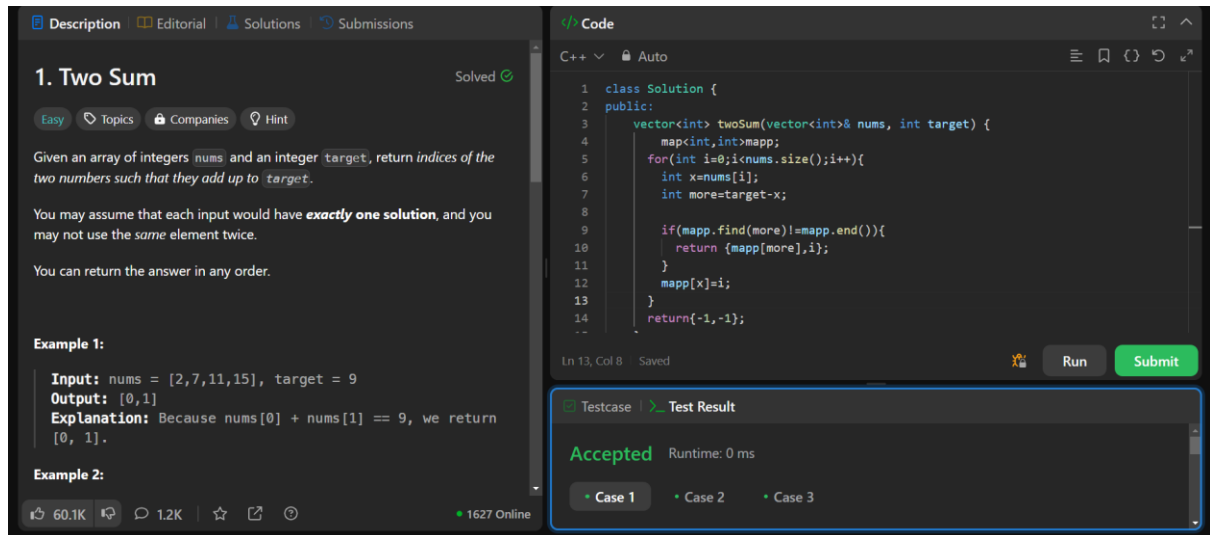 Description | Editorial | Solutions | Submissions
1. Two Sum
Solved
Easy Topics Companies Hint
Given an array of integers nums and an integer target, return indices of the
two numbers such that they add up to target.
You may assume that each input would have exactly one solution, and you
may not use the same element twice.
You can return the answer in any order.
Example 1:
Input: nums = [2,7,11,15], target = 9
Output: [0,1]
Explanation: Because nums[0] + nums[1] == 9, we return
[0, 1].
Example 2:
60.1K 1.2K 1627 Online
</> Code
C++ Auto
1 class Solution {
2 public:
3 vector<int> twoSum(vector<int>& nums, int target) {
4 map<int,int>mapp;
5 for(int i=0;i<nums.size();i++){
6 int x=nums[i];
7 int more=target-x;
8
9 if(mapp.find(more)!=mapp.end()){
10 return {mapp[more],i};
11 }
12 mapp[x]=i;
13 }
14 return{-1,-1};
Ln 13, Col 8 | Saved
Run Submit
Testcase | >_ Test Result
Accepted Runtime: 0 ms
• Case 1 • Case 2 • Case 3